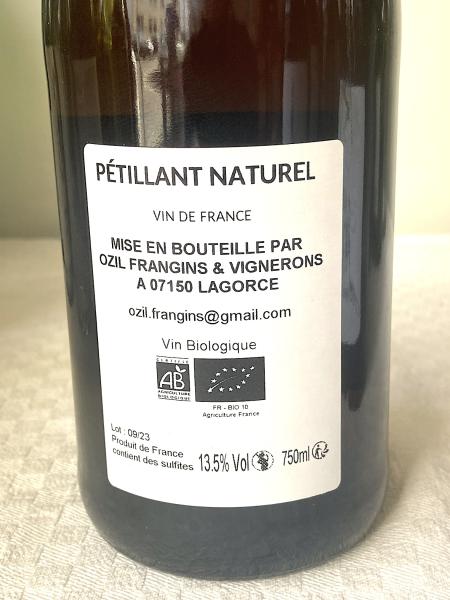 PÉTILLANT NATUREL
VIN DE FRANCE
MISE EN BOUTEILLE PAR
OZIL FRANGINS & VIGNERONS
A 07150 LAGORCE
ozil.frangins@gmail.com
Vin Biologique
CERTIFIÉ
AB
AGRICULTURE
BIOLOGIQUE
FR - BIO 10
Agriculture France
Lot : 09/23
Produit de France
contient des sulfites
13.5% Vol
750ml